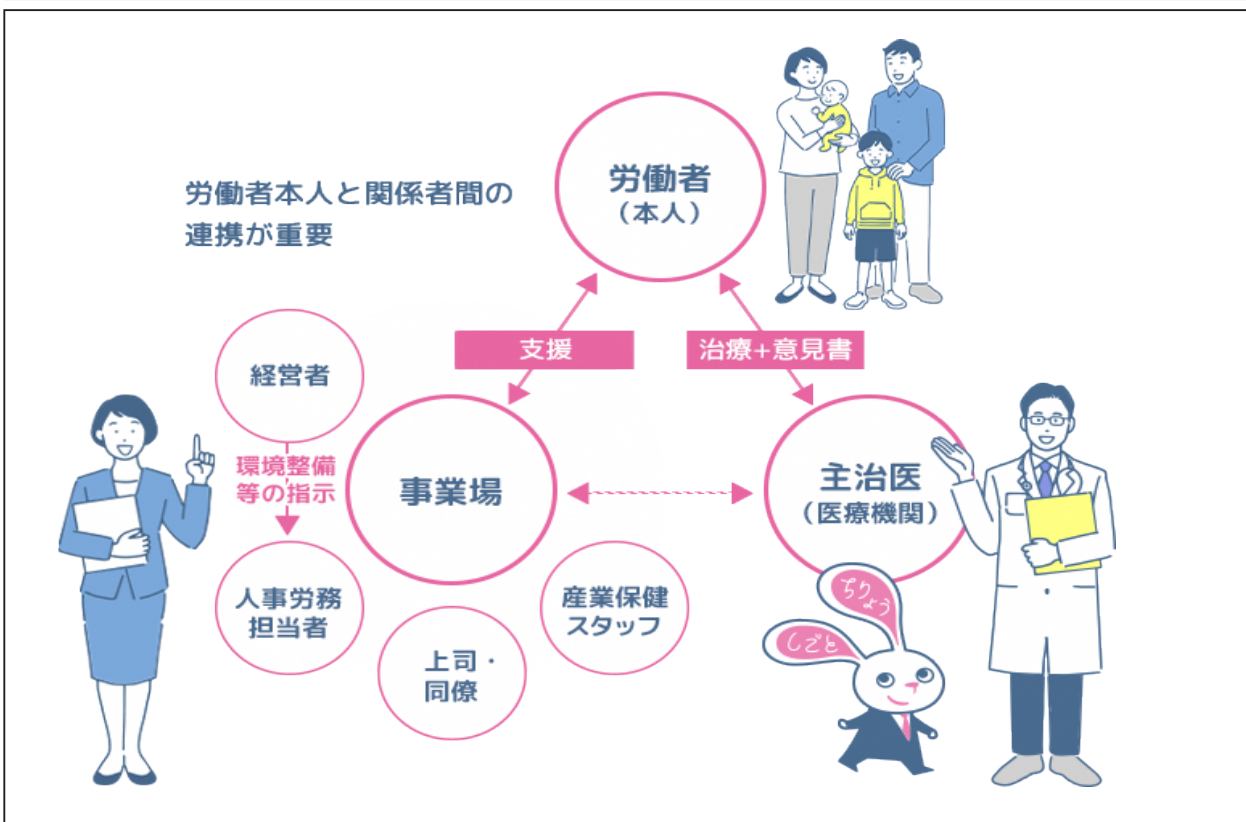 労働者本人と関係者間の
連携が重要
労働者
（本人）
支援
治療+意見書
経営者
環境整備
等の指示
人事労務
担当者
事業場
上司・
同僚
産業保健
スタッフ
主治医
（医療機関）
ちりょう
しごと